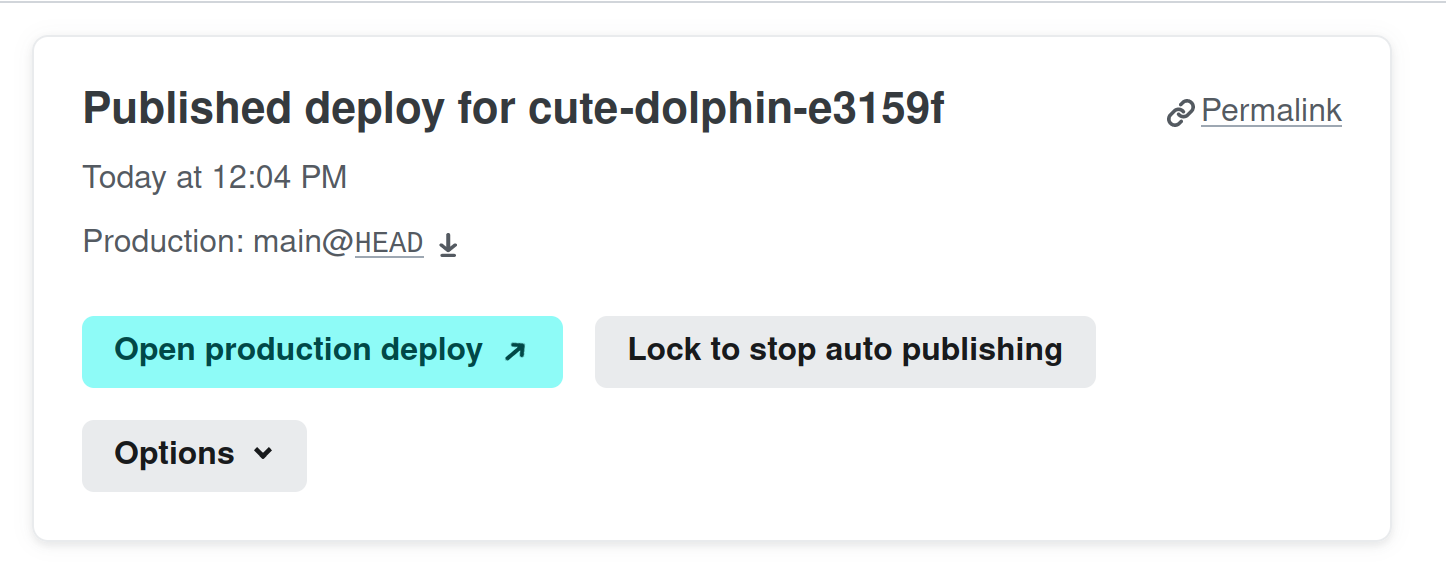 Published deploy for cute-dolphin-e3159f
Permalink
Today at 12:04 PM
Production: main@HEAD
Open production deploy
Lock to stop auto publishing
Options